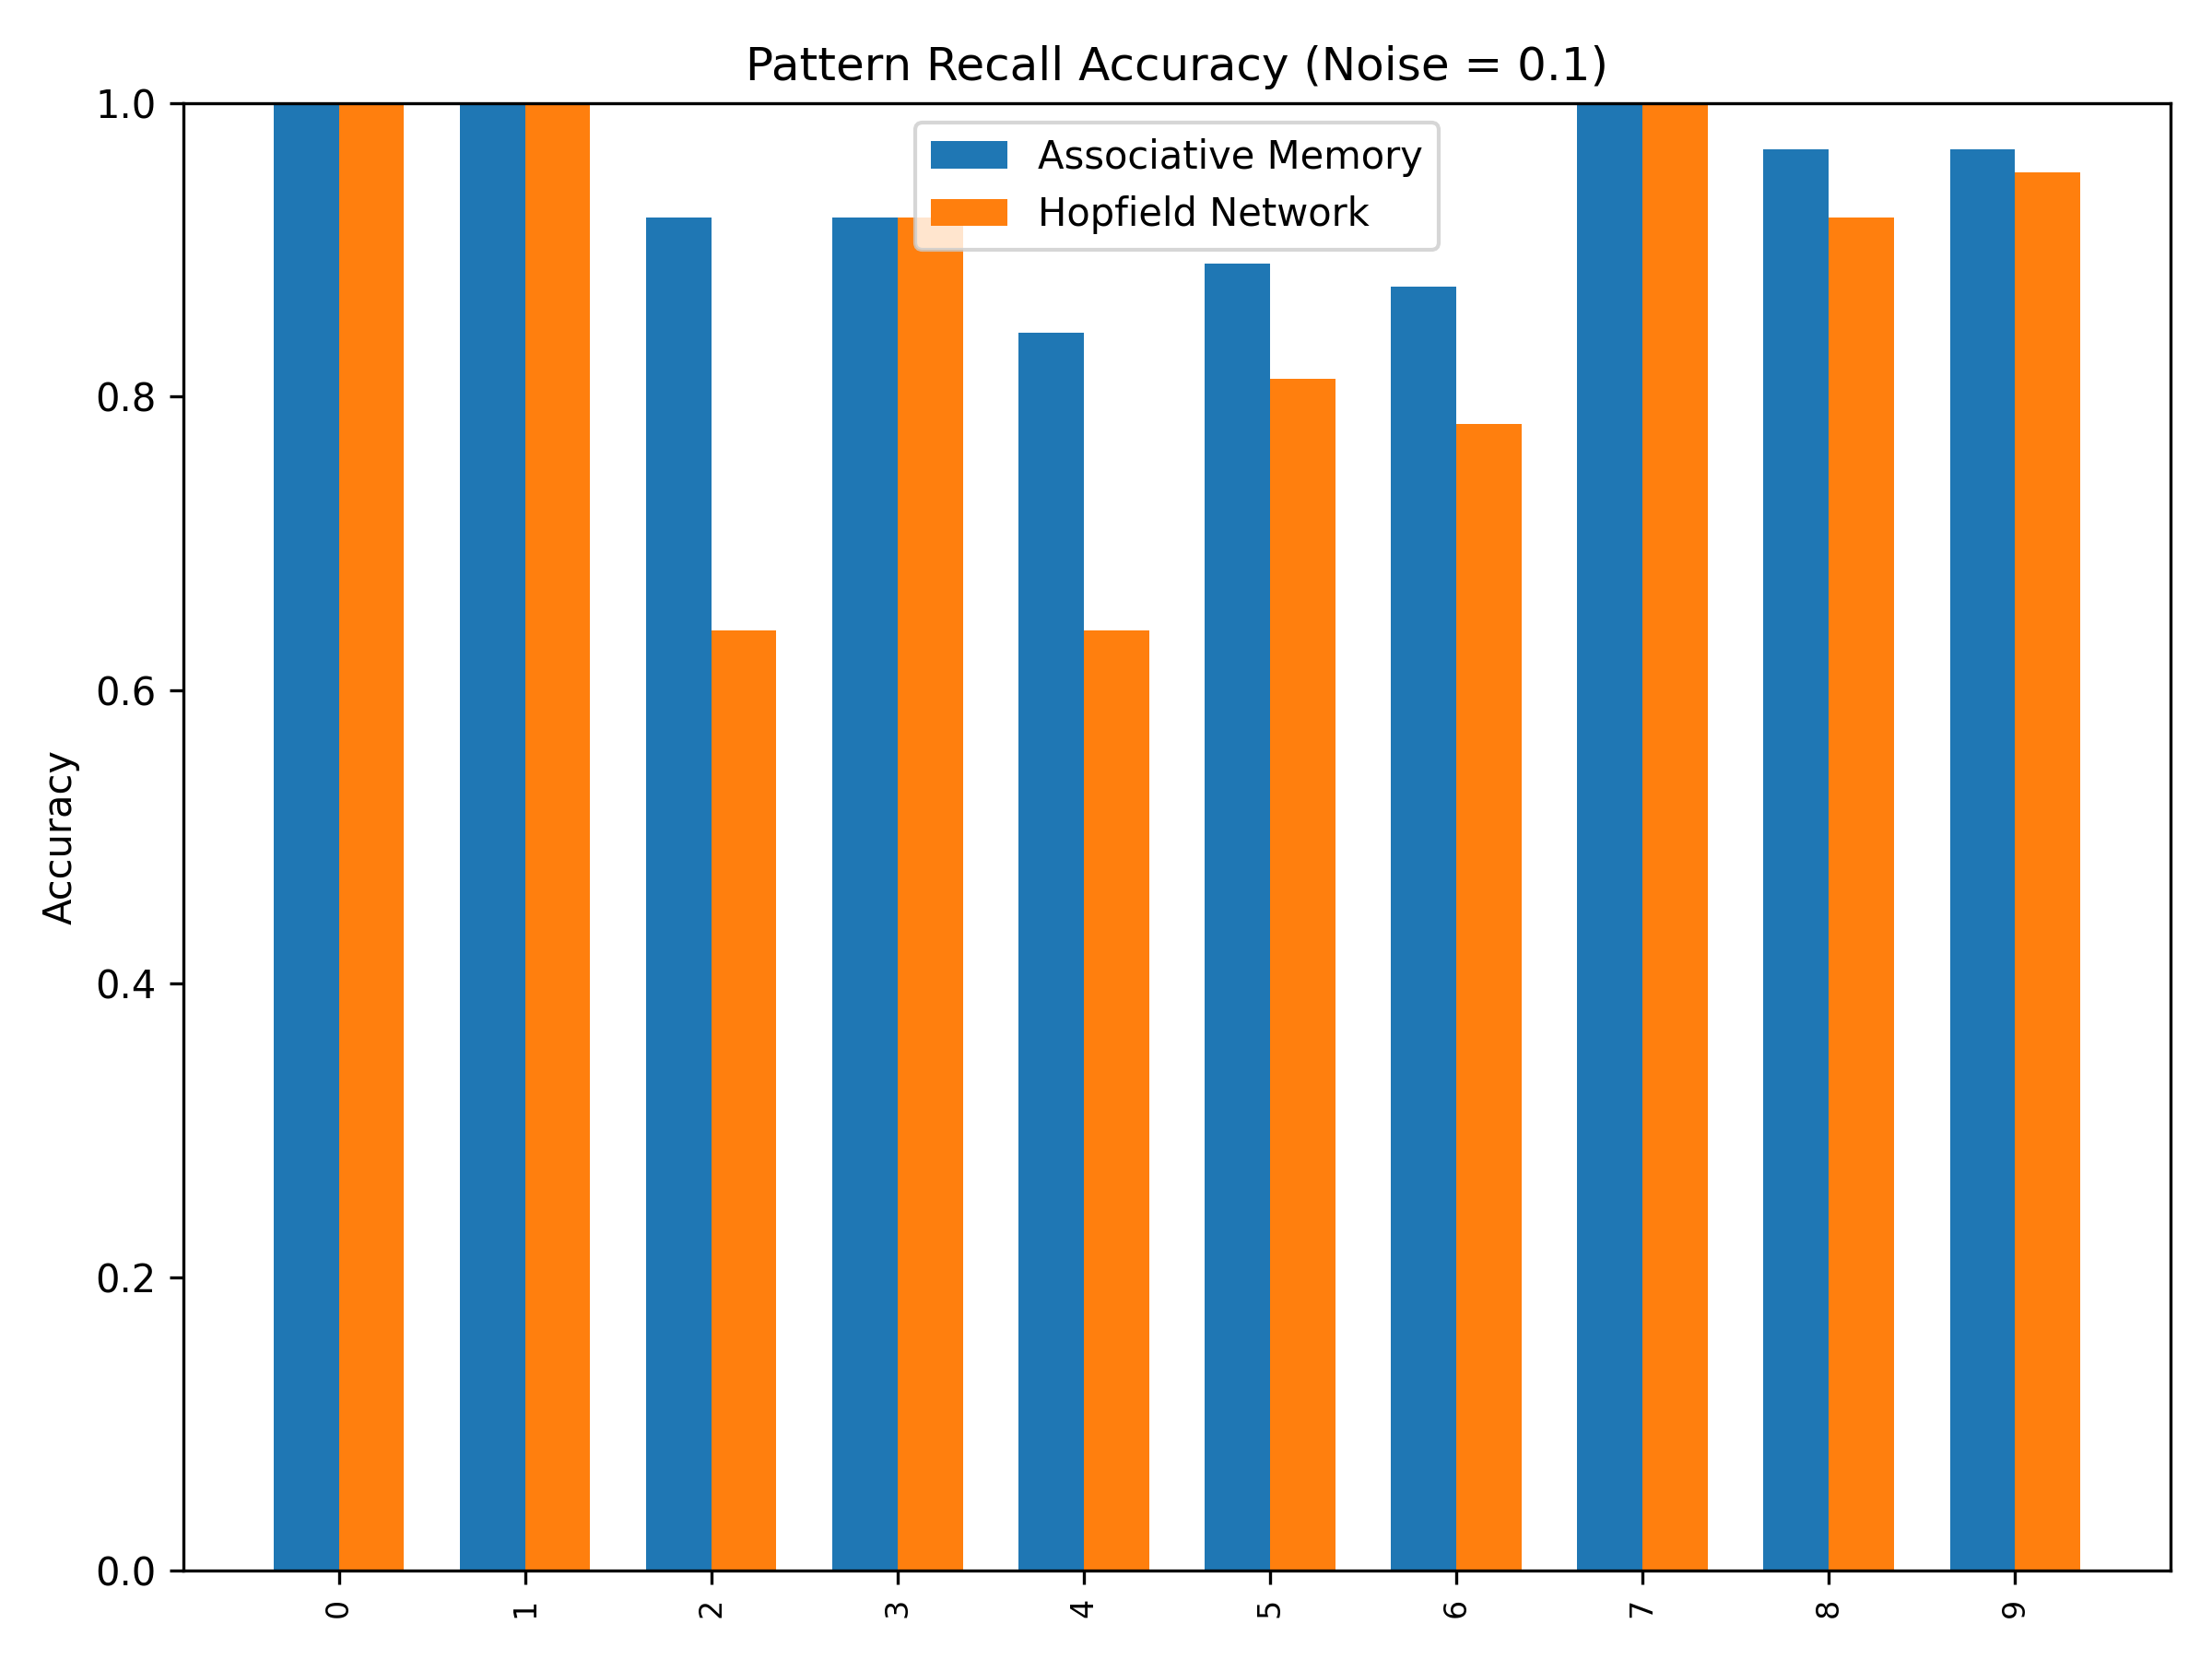 Pattern Recall Accuracy (Noise = 0.1)
Associative Memory
Hopfield Network
Accuracy
1.0
0.8
0.6
0.4
0.2
0.0
0 1 2 3 4 5 6 7 8 9